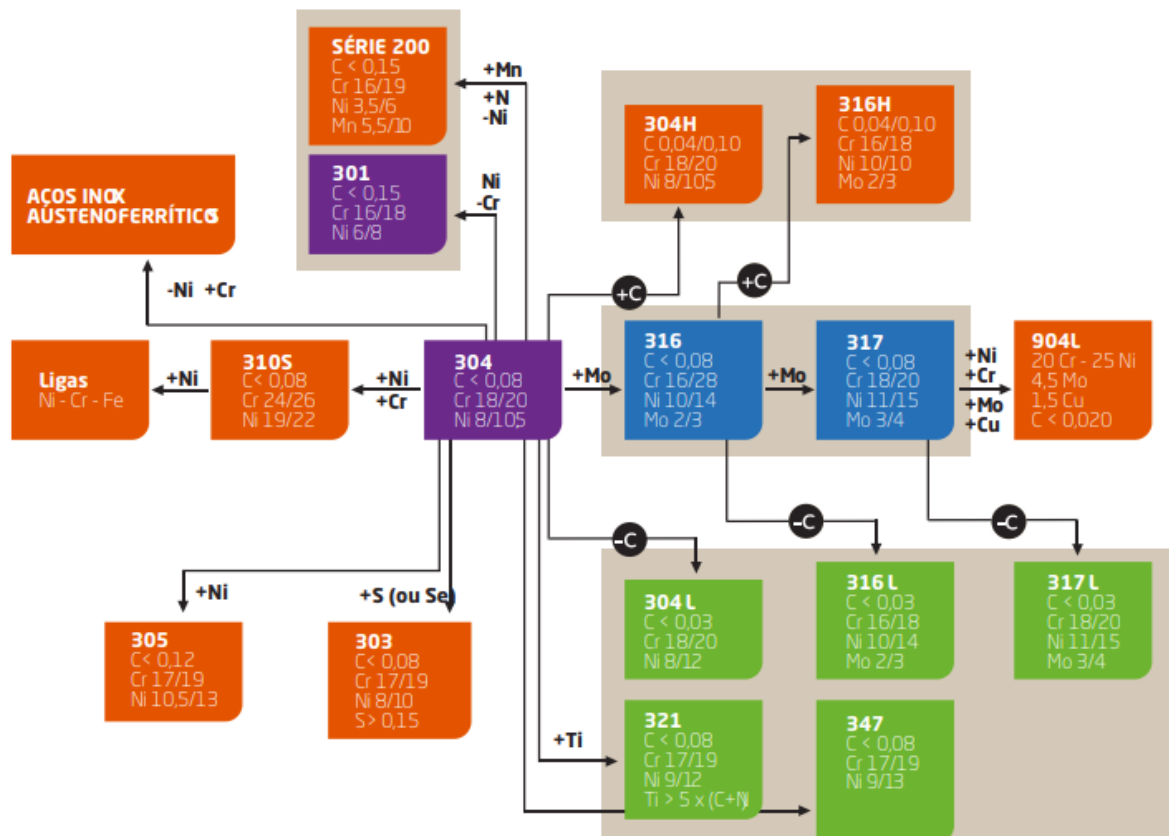 SÉRIE 200
C < 0,15
Cr 16/19
Ni 3,5/6
Mn 5,5/10
+Mn
+N
-Ni
301
C < 0,15
Cr 16/18
Ni 6/8
Ni
-Cr
304H
C 0,04/0,10
Cr 18/20
Ni 8/10,5
316H
C 0,04/0,10
Cr 16/18
Ni 10/10
Mo 2/3
AÇOS INOX
AUSTENOFERRÍTICOS
-Ni +Cr
+C
+C
Ligas
Ni - Cr - Fe
+Ni
310S
C < 0,08
Cr 24/26
Ni 19/22
+Ni
+Cr
304
C < 0,08
Cr 18/20
Ni 8/10,5
+Mo
316
C < 0,08
Cr 16/28
Ni 10/14
Mo 2/3
+Mo
317
C < 0,08
Cr 18/20
Ni 11/15
Mo 3/4
+Ni
+Cr
+Mo
+Cu
904L
20 Cr - 25 Ni
4,5 Mo
1,5 Cu
C < 0,020
-C
-C
-C
+Ni
+S (ou Se)
305
C < 0,12
Cr 17/19
Ni 10,5/13
303
C < 0,08
Cr 17/19
Ni 8/10
S > 0,15
304 L
C < 0,03
Cr 18/20
Ni 8/12
316 L
C < 0,03
Cr 16/18
Ni 10/14
Mo 2/3
317 L
C < 0,03
Cr 18/20
Ni 11/15
Mo 3/4
+Ti
321
C < 0,08
Cr 17/19
Ni 9/12
Ti > 5 x (C+N)
347
C < 0,08
Cr 17/19
Ni 9/13